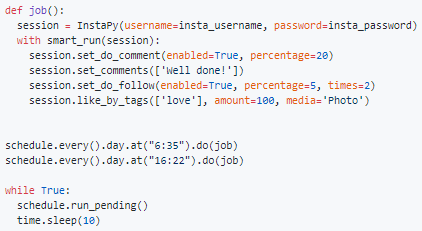 def job():
  session = InstaPy(username=insta_username, password=insta_password)
  with smart_run(session):
    session.set_do_comment(enabled=True, percentage=20)
    session.set_comments(['Well done!'])
    session.set_do_follow(enabled=True, percentage=5, times=2)
    session.like_by_tags(['love'], amount=100, media='Photo')

schedule.every().day.at("6:35").do(job)
schedule.every().day.at("16:22").do(job)

while True:
  schedule.run_pending()
  time.sleep(10)